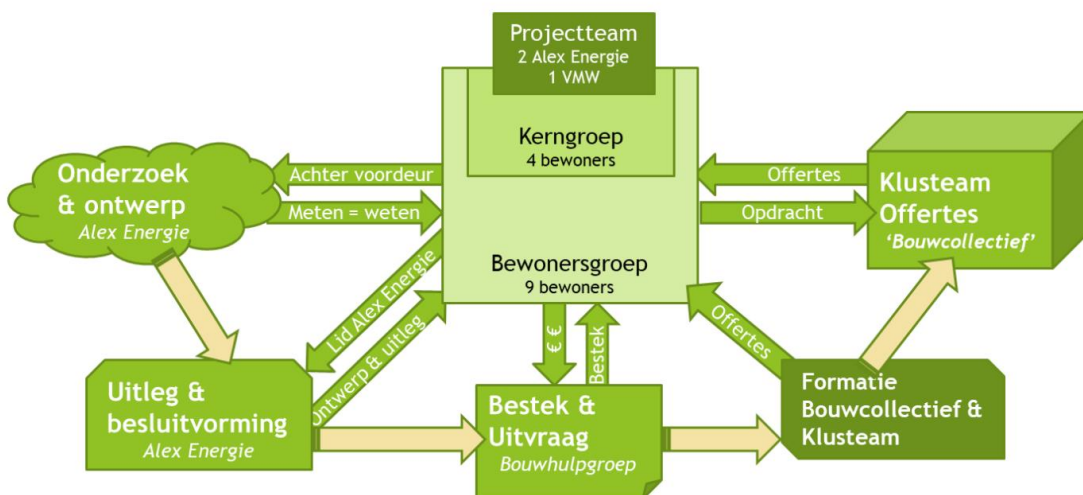 Projectteam
2 Alex Energie
1 VMW
Kerngroep
4 bewoners
Bewonersgroep
9 bewoners
Onderzoek
& ontwerp
Alex Energie
Achter voordeur
Meten = weten
Offertes
Opdracht
Klusteam
Offertes
‘Bouwcollectief’
Lid Alex Energie
Ontwerp & uitleg
€ €
Bestek
Offertes
Uitleg &
besluitvorming
Alex Energie
Bestek &
Uitvraag
Bouwhulpgroep
Formatie
Bouwcollectief &
Klusteam